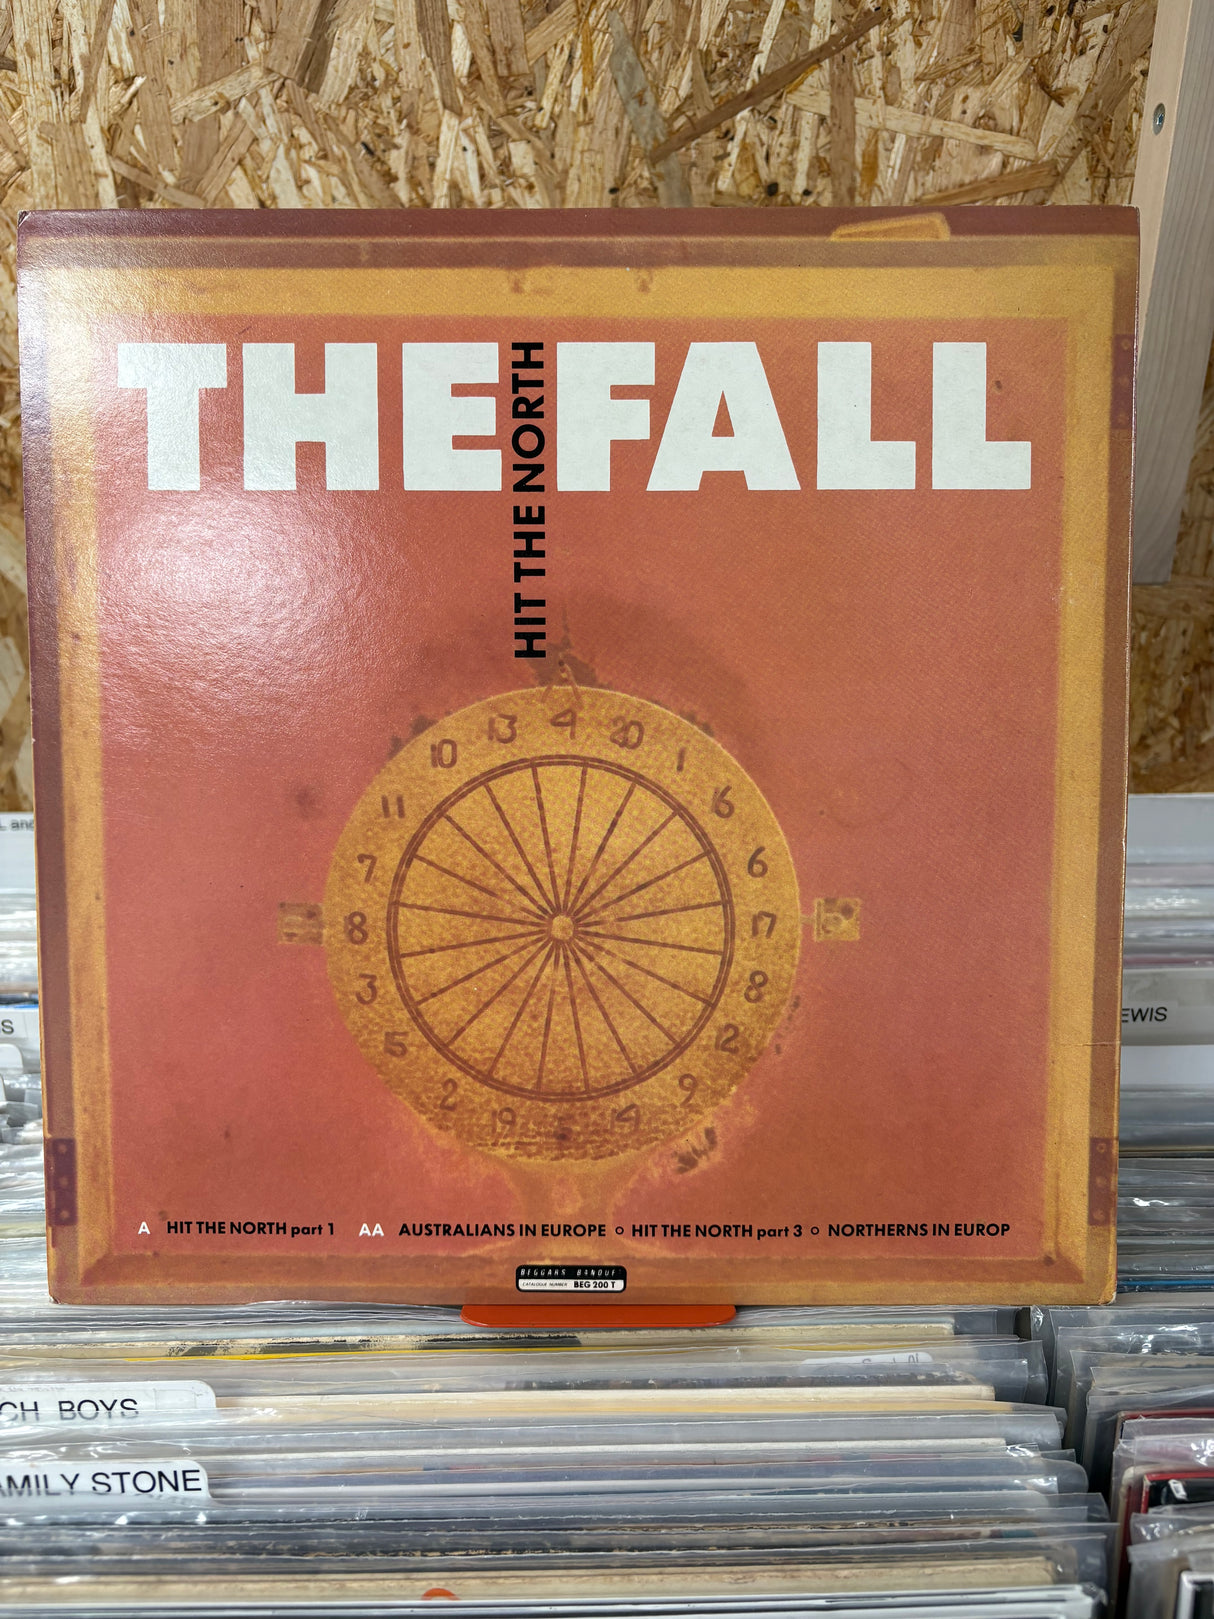 THE FALL
HIT THE NORTH
4
20
1
16
6
17
8
12
9
14
19
2
5
3
8
7
11
10
13
A HIT THE NORTH part 1 AA AUSTRALIANS IN EUROPE o HIT THE NORTH part 3 o NORTHERNS IN EUROP
BEGGARS BANQUET
CATALOGUE NUMBER BEG 200 T
L and
S
EWIS
CH BOYS
AMILY STONE